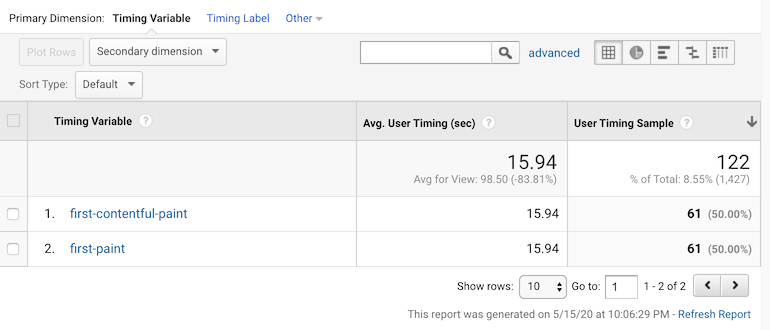 Primary Dimension: Timing Variable Timing Label Other
Plot Rows Secondary dimension advanced
Sort Type: Default
Timing Variable ? Avg. User Timing (sec) ? User Timing Sample ?
15.94 122
Avg for View: 98.50 (-83.81%) % of Total: 8.55% (1,427)
1. first-contentful-paint 15.94 61 (50.00%)
2. first-paint 15.94 61 (50.00%)
Show rows: 10 Go to: 1 1 - 2 of 2
This report was generated on 5/15/20 at 10:06:29 PM - Refresh Report